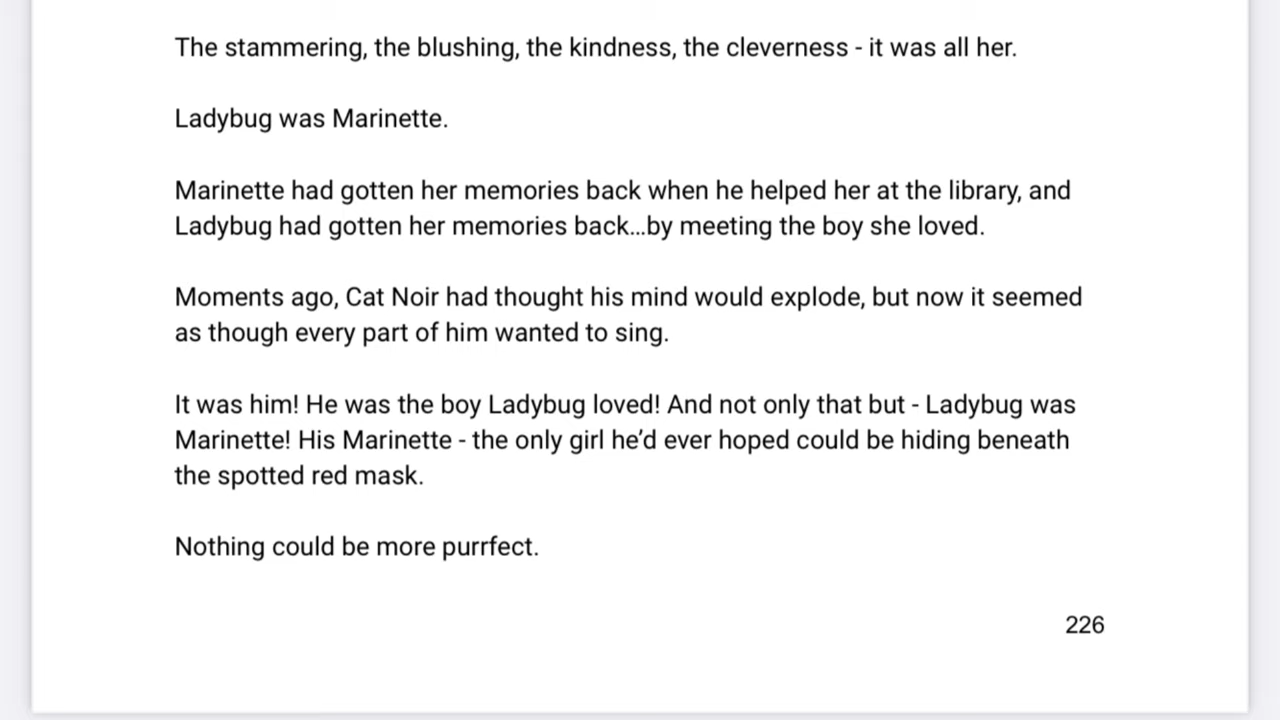 The stammering, the blushing, the kindness, the cleverness - it was all her.
Ladybug was Marinette.
Marinette had gotten her memories back when he helped her at the library, and
Ladybug had gotten her memories back...by meeting the boy she loved.
Moments ago, Cat Noir had thought his mind would explode, but now it seemed
as though every part of him wanted to sing.
It was him! He was the boy Ladybug loved! And not only that but - Ladybug was
Marinette! His Marinette - the only girl he’d ever hoped could be hiding beneath
the spotted red mask.
Nothing could be more purrfect.
226